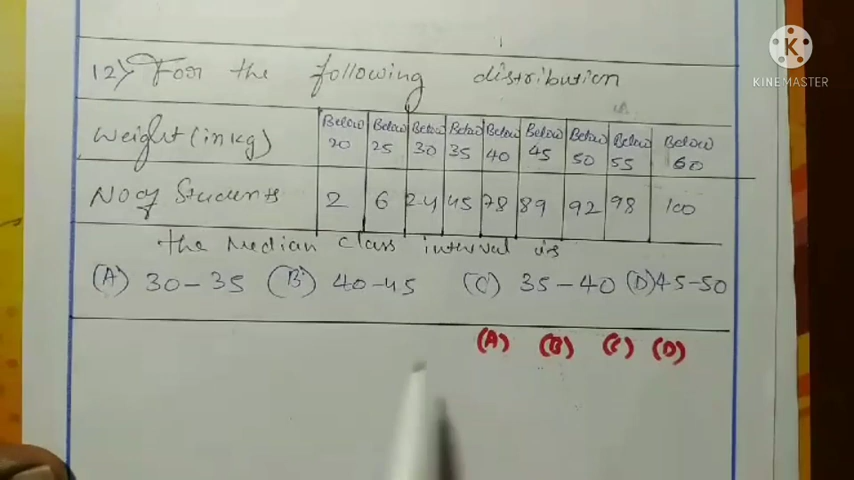 K
KINEMASTER
12) For the following distribution
Weight (in kg) Below 20 Below 25 Below 30 Below 35 Below 40 Below 45 Below 50 Below 55 Below 60
No of Students 2 6 24 45 78 89 92 98 100
the Median class interval is
(A) 30-35 (B) 40-45 (C) 35-40 (D) 45-50
(A) (B) (C) (D)